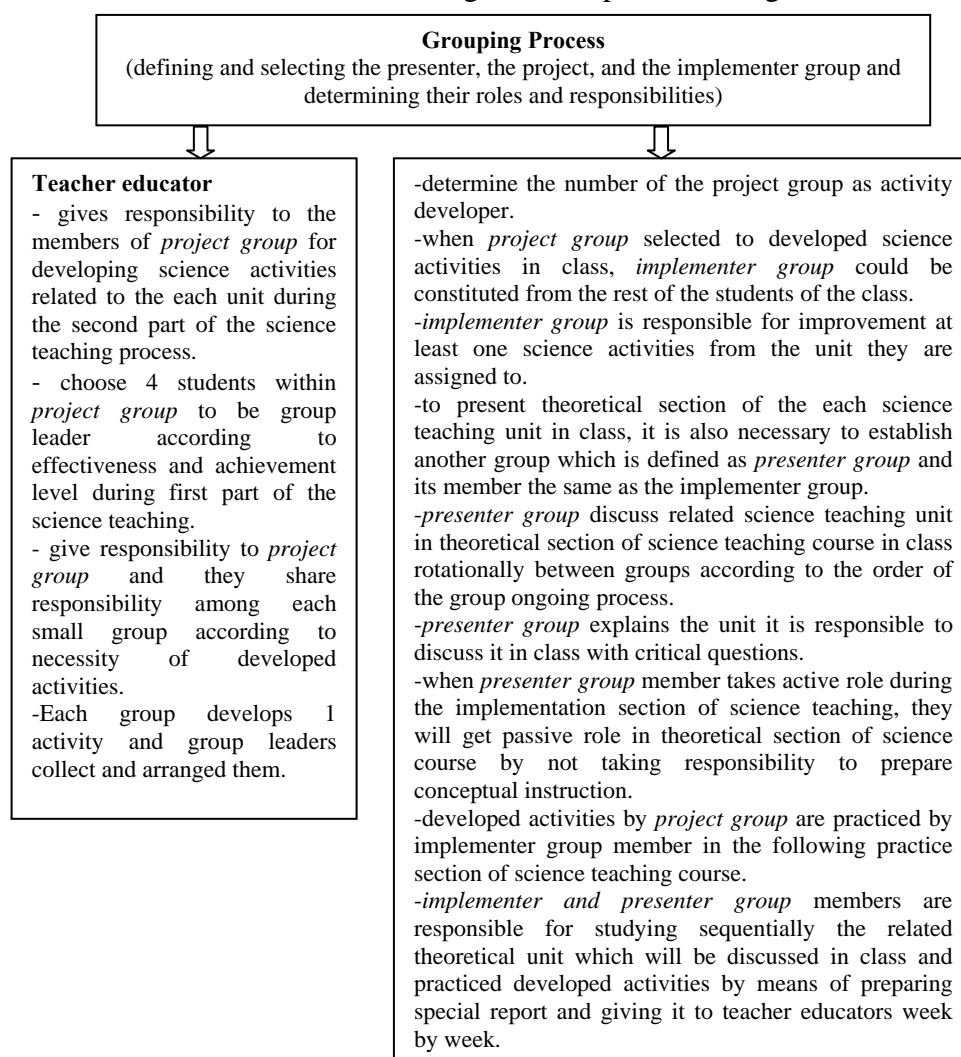 Grouping Process
(defining and selecting the presenter, the project, and the implementer group and
determining their roles and responsibilities)
Teacher educator
- gives responsibility to the
members of project group for
developing science activities
related to the each unit during
the second part of the science
teaching process.
- choose 4 students within
project group to be group
leader according to
effectiveness and achievement
level during first part of the
science teaching.
- give responsibility to project
group and they share
responsibility among each
small group according to
necessity of developed
activities.
-Each group develops 1
activity and group leaders
collect and arranged them.
-determine the number of the project group as activity
developer.
-when project group selected to developed science
activities in class, implementer group could be
constituted from the rest of the students of the class.
-implementer group is responsible for improvement at
least one science activities from the unit they are
assigned to.
-to present theoretical section of the each science
teaching unit in class, it is also necessary to establish
another group which is defined as presenter group and
its member the same as the implementer group.
-presenter group discuss related science teaching unit
in theoretical section of science teaching course in class
rotationally between groups according to the order of
the group ongoing process.
-presenter group explains the unit it is responsible to
discuss it in class with critical questions.
-when presenter group member takes active role during
the implementation section of science teaching, they
will get passive role in theoretical section of science
course by not taking responsibility to prepare
conceptual instruction.
-developed activities by project group are practiced by
implementer group member in the following practice
section of science teaching course.
-implementer and presenter group members are
responsible for studying sequentially the related
theoretical unit which will be discussed in class and
practiced developed activities by means of preparing
special report and giving it to teacher educators week
by week.